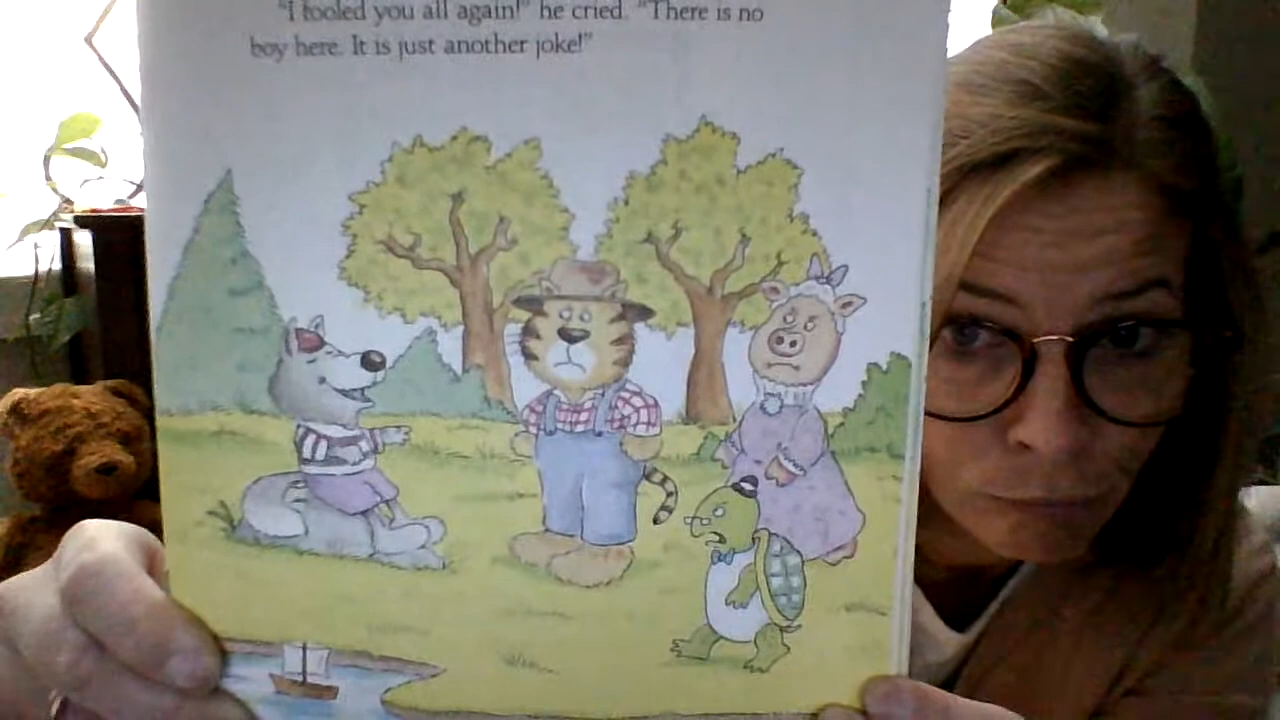 "I fooled you all again!" he cried. "There is no
boy here. It is just another joke!"